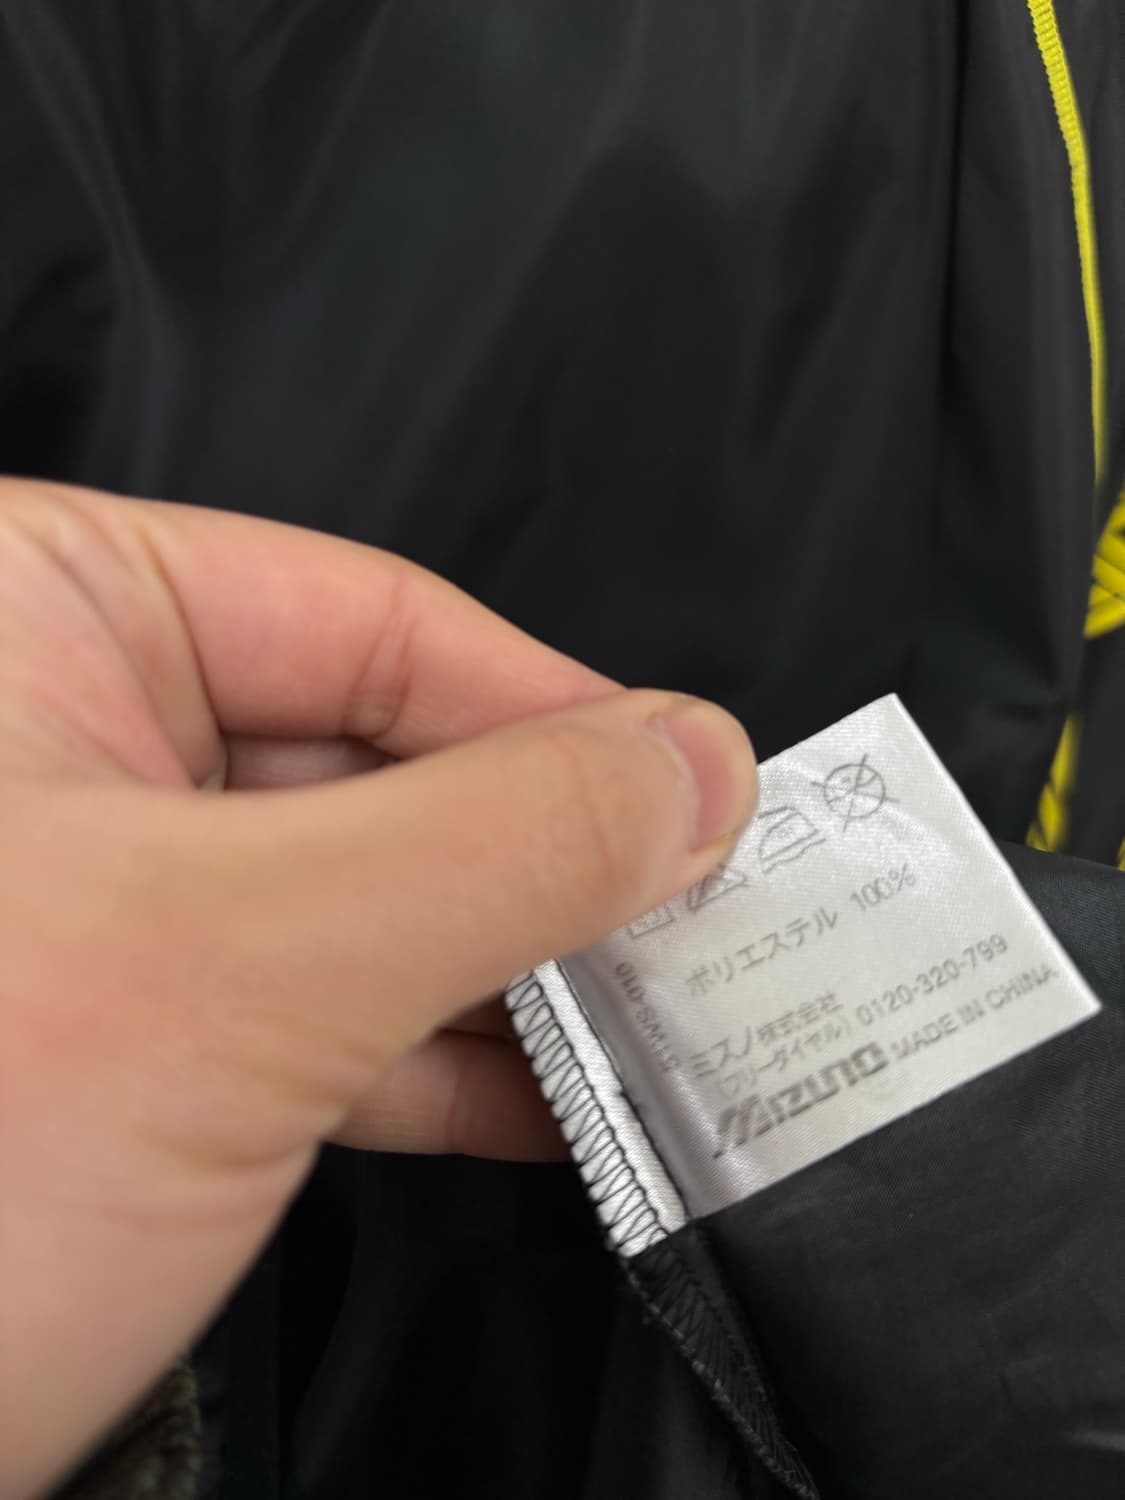 ポリエステル 100%
ミズノ株式会社
(フリーダイヤル) 0120-320-799
MIZUNO MADE IN CHINA